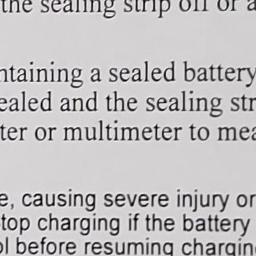 the sealing strip off or a
ntaining a sealed battery
ealed and the sealing str
ter or multimeter to mea
e, causing severe injury or
top charging if the battery
ol before resuming charging